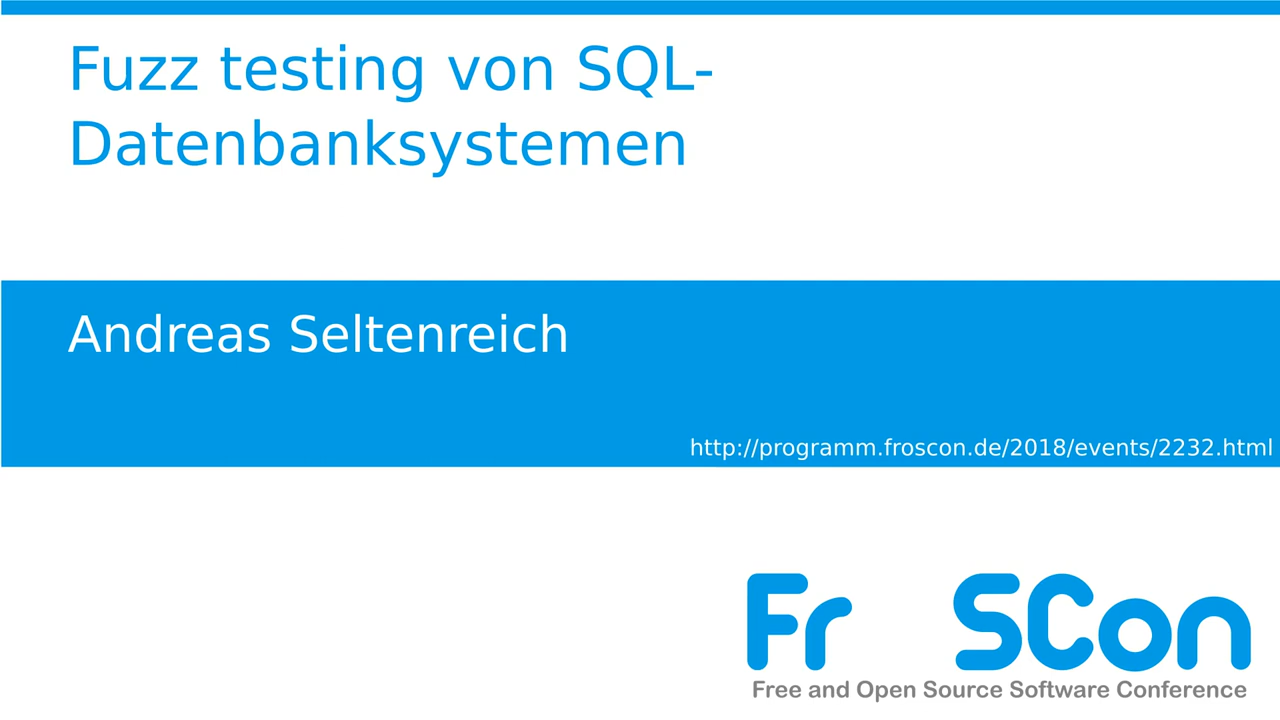 Fuzz testing von SQL-
Datenbanksystemen
Andreas Seltenreich
http://programm.froscon.de/2018/events/2232.html
Fr SCon
Free and Open Source Software Conference